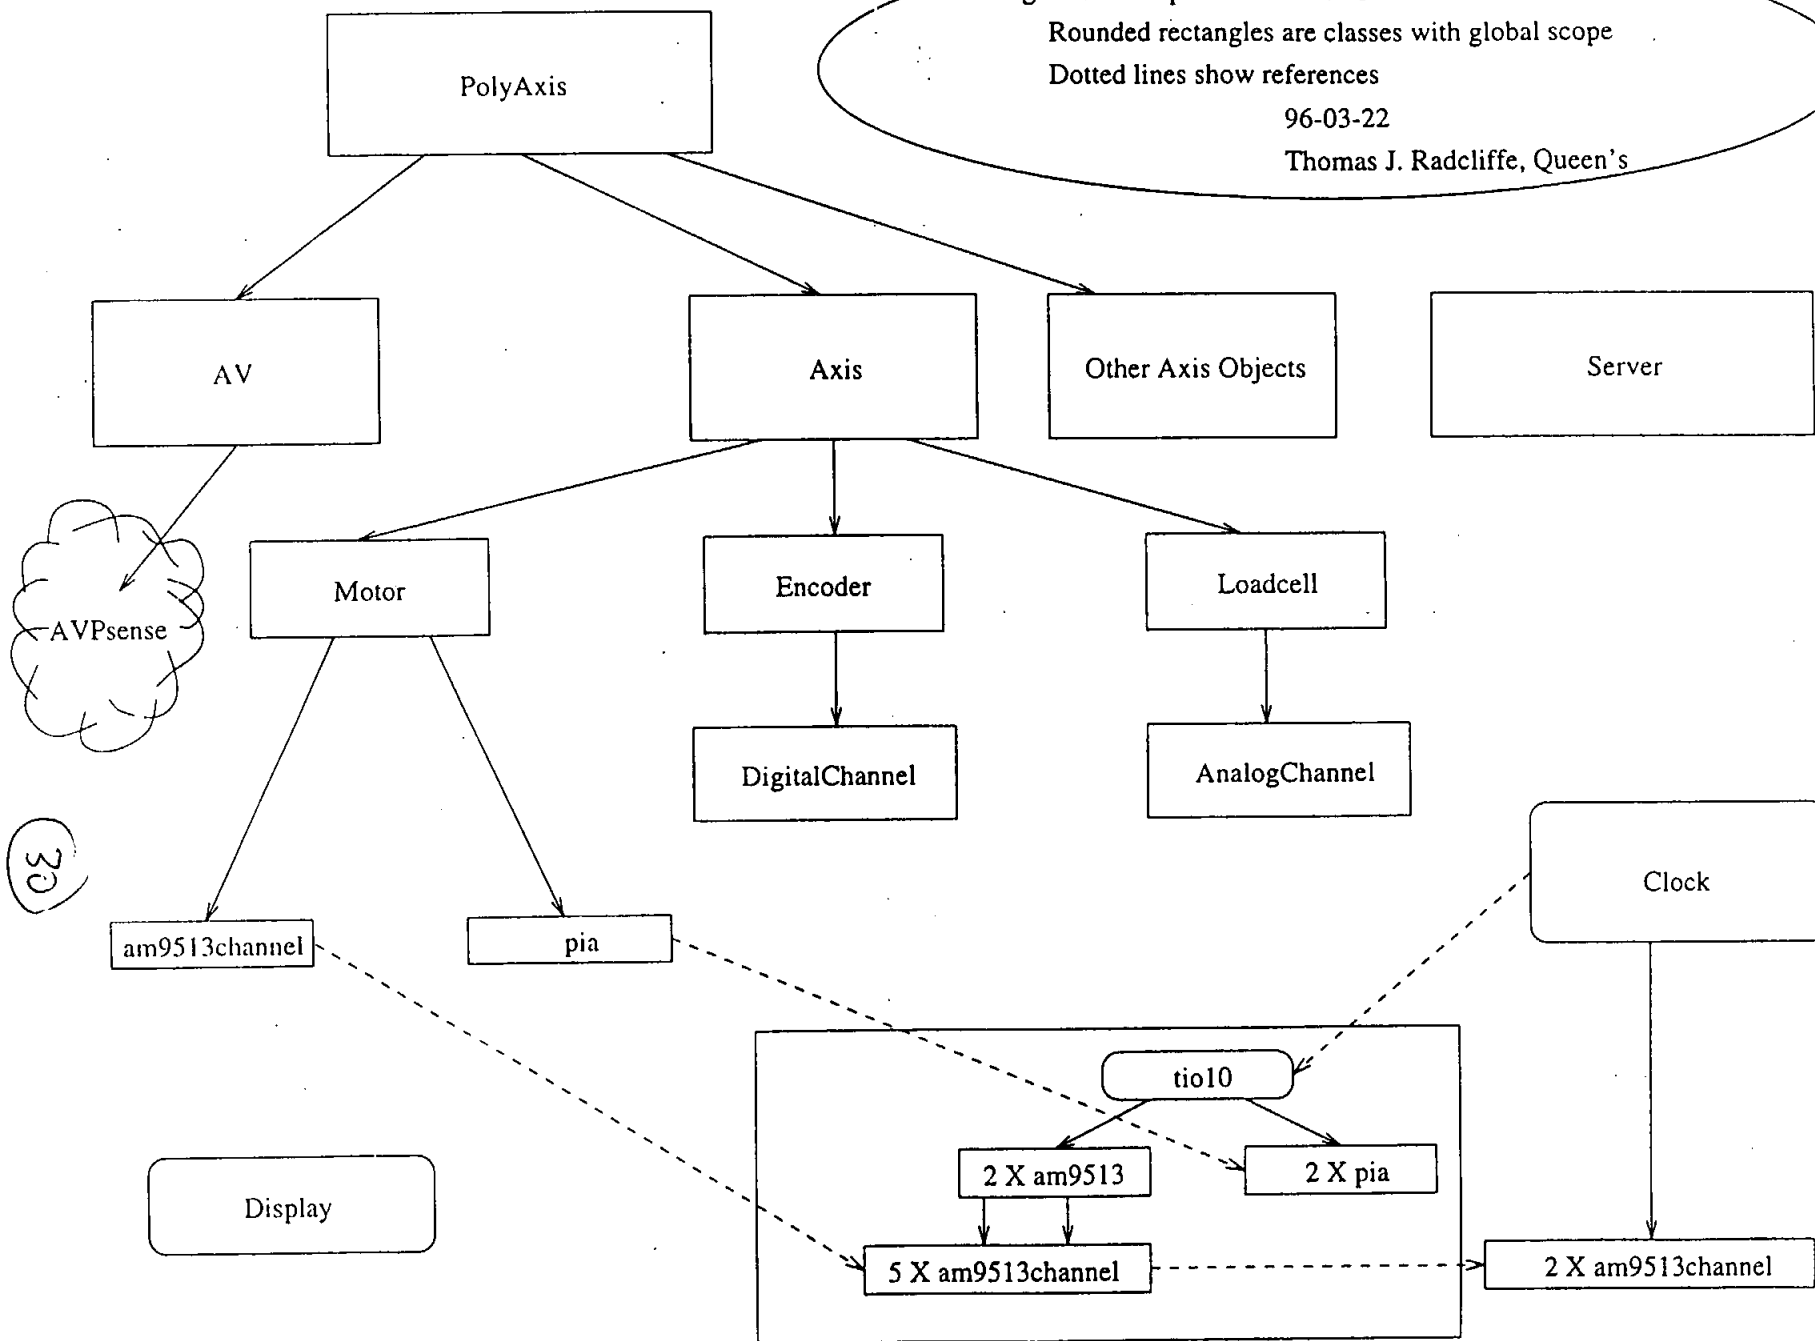 Rounded rectangles are classes with global scope
Dotted lines show references
96-03-22
Thomas J. Radcliffe, Queen's
PolyAxis
AV
Axis
Other Axis Objects
Server
AVPsense
Motor
Encoder
Loadcell
DigitalChannel
AnalogChannel
30
Clock
am9513channel
pia
tio10
2 X am9513
2 X pia
Display
5 X am9513channel
2 X am9513channel